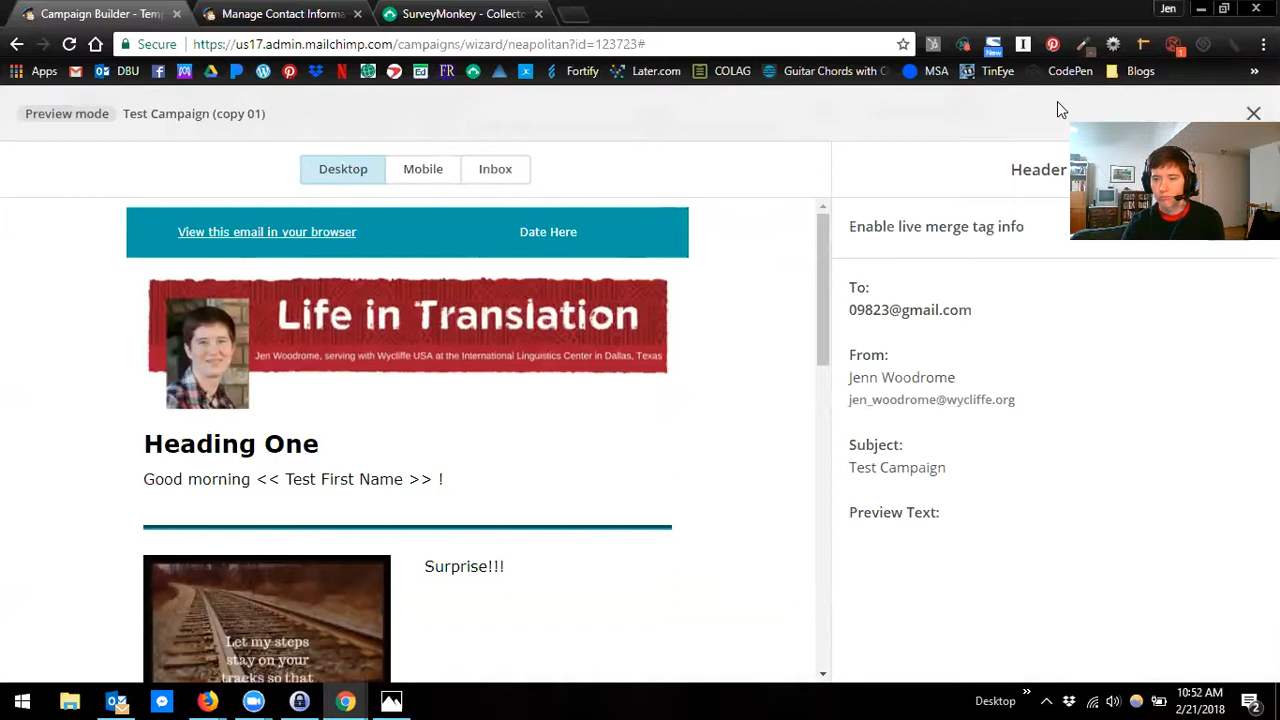 Campaign Builder - Temp
Manage Contact Informa
SurveyMonkey - Collecto
Jen
Secure
https://us17.admin.mailchimp.com/campaigns/wizard/neapolitan?id=123723#
New
1
Apps
DBU
Fortify
Later.com
COLAG
Guitar Chords with C
MSA
TinEye
CodePen
Blogs
»
Preview mode
Test Campaign (copy 01)
Desktop
Mobile
Inbox
Header
View this email in your browser
Date Here
Enable live merge tag info
Life in Translation
Jen Woodrome, serving with Wycliffe USA at the International Linguistics Center in Dallas, Texas
To:
09823@gmail.com
From:
Jenn Woodrome
jen_woodrome@wycliffe.org
Heading One
Good morning << Test First Name >> !
Subject:
Test Campaign
Preview Text:
Surprise!!!
Let my steps
stay on your
tracks so that
Desktop
»
10:52 AM
2/21/2018
2